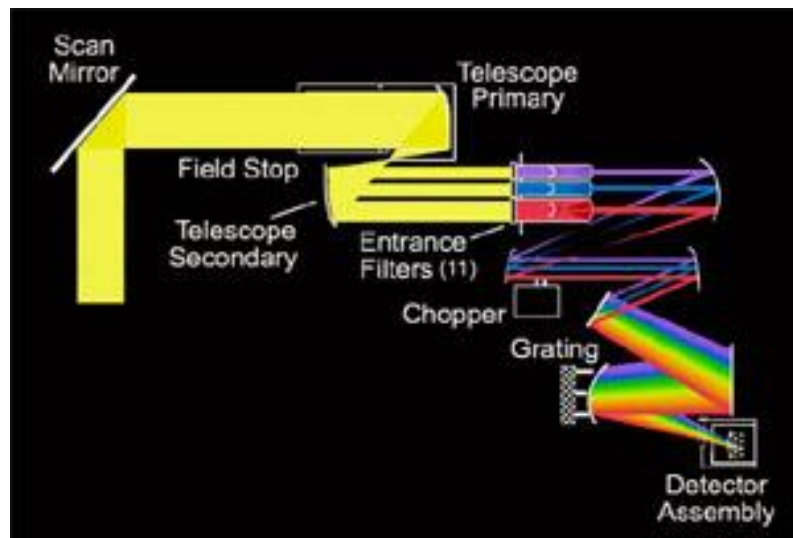 Scan
Mirror
Telescope
Primary
Field Stop
Telescope
Secondary
Entrance
Filters (11)
Chopper
Grating
Detector
Assembly